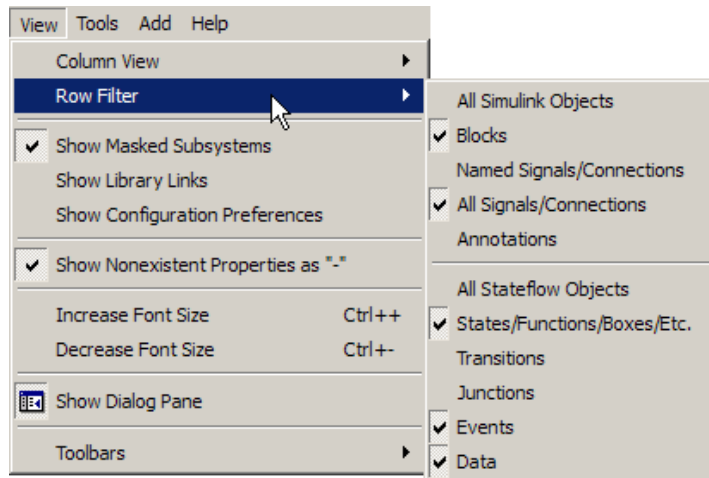 View Tools Add Help
Column View
Row Filter
Show Masked Subsystems
Show Library Links
Show Configuration Preferences
Show Nonexistent Properties as "-"
Increase Font Size Ctrl++
Decrease Font Size Ctrl+-
Show Dialog Pane
Toolbars
All Simulink Objects
Blocks
Named Signals/Connections
All Signals/Connections
Annotations
All Stateflow Objects
States/Functions/Boxes/Etc.
Transitions
Junctions
Events
Data